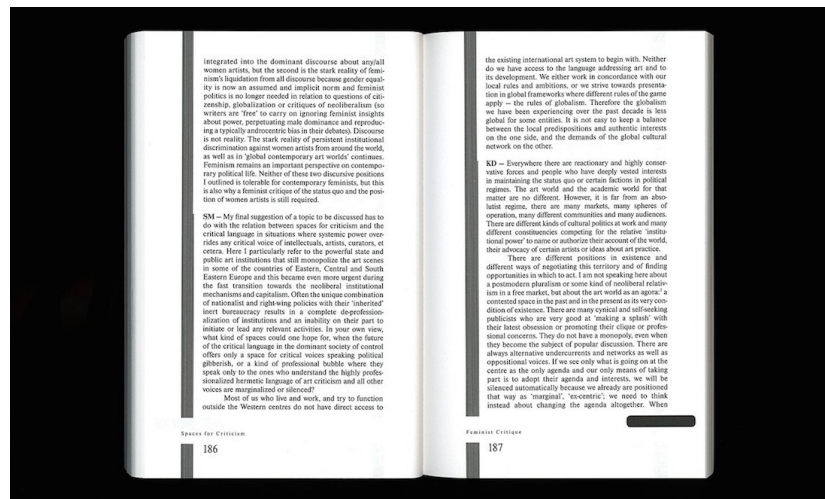 integrated into the dominant discourse about any/all
women artists, but the second is the stark reality of femi-
nism's liquidation from all discourse because gender equal-
ity is now an assumed and implicit norm and feminist
politics is no longer needed in relation to questions of citi-
zenship, globalization or critiques of neoliberalism (so
writers are 'free' to carry on ignoring feminist insights
about power, perpetuating male dominance and reproduc-
ing a typically androcentric bias in their debates). Discourse
is not reality. The stark reality of persistent institutional
discrimination against women artists from around the world,
as well as in 'global contemporary art worlds' continues.
Feminism remains an important perspective on contempo-
rary political life. Neither of these two discursive positions
I outlined is tolerable for contemporary feminists, but this
is also why a feminist critique of the status quo and the posi-
tion of women artists is still required.
SM – My final suggestion of a topic to be discussed has to
do with the relation between spaces for criticism and the
critical language in situations where systemic power over-
rides any critical voice of intellectuals, artists, curators, et
cetera. Here I particularly refer to the powerful state and
public art institutions that still monopolize the art scenes
in some of the countries of Eastern, Central and South
Eastern Europe and this became even more urgent during
the fast transition towards the neoliberal institutional
mechanisms and capitalism. Often the unique combination
of nationalist and right-wing policies with their 'inherited'
inert bureaucracy results in a complete de-profession-
alization of institutions and an inability on their part to
initiate or lead any relevant activities. In your own view,
what kind of spaces could one hope for, when the future
of the critical language in the dominant society of control
offers only a space for critical voices speaking political
gibberish, or a kind of professional bubble where they
speak only to the ones who understand the highly profes-
sionalized hermetic language of art criticism and all other
voices are marginalized or silenced?
Most of us who live and work, and try to function
outside the Western centres do not have direct access to
Spaces for Criticism
186
the existing international art system to begin with. Neither
do we have access to the language addressing art and to
its development. We either work in concordance with our
local rules and ambitions, or we strive towards presenta-
tion in global frameworks where different rules of the game
apply – the rules of globalism. Therefore the globalism
we have been experiencing over the past decade is less
global for some entities. It is not easy to keep a balance
between the local predispositions and authentic interests
on the one side, and the demands of the global cultural
network on the other.
KD – Everywhere there are reactionary and highly conser-
vative forces and people who have deeply vested interests
in maintaining the status quo or certain factions in political
regimes. The art world and the academic world for that
matter are no different. However, it is far from an abso-
lutist regime, there are many markets, many spheres of
operation, many different communities and many audiences.
There are different kinds of cultural politics at work and many
different constituencies competing for the relative 'institu-
tional power' to name or authorize their account of the world,
their advocacy of certain artists or ideas about art practice.
There are different positions in existence and
different ways of negotiating this territory and of finding
opportunities in which to act. I am not speaking here about
a postmodern pluralism or some kind of neoliberal relativ-
ism in a free market, but about the art world as an agora: a
contested space in the past and in the present as its very con-
dition of existence. There are many cynical and self-seeking
publicists who are very good at 'making a splash' with
their latest obsession or promoting their clique or profes-
sional concerns. They do not have a monopoly, even when
they become the subject of popular discussion. There are
always alternative undercurrents and networks as well as
oppositional voices. If we see only what is going on at the
centre as the only agenda and our only means of taking
part is to adopt their agenda and interests, we will be
silenced automatically because we already are positioned
that way as 'marginal', 'ex-centric'; we need to think
instead about changing the agenda altogether. When
Feminist Critique
187